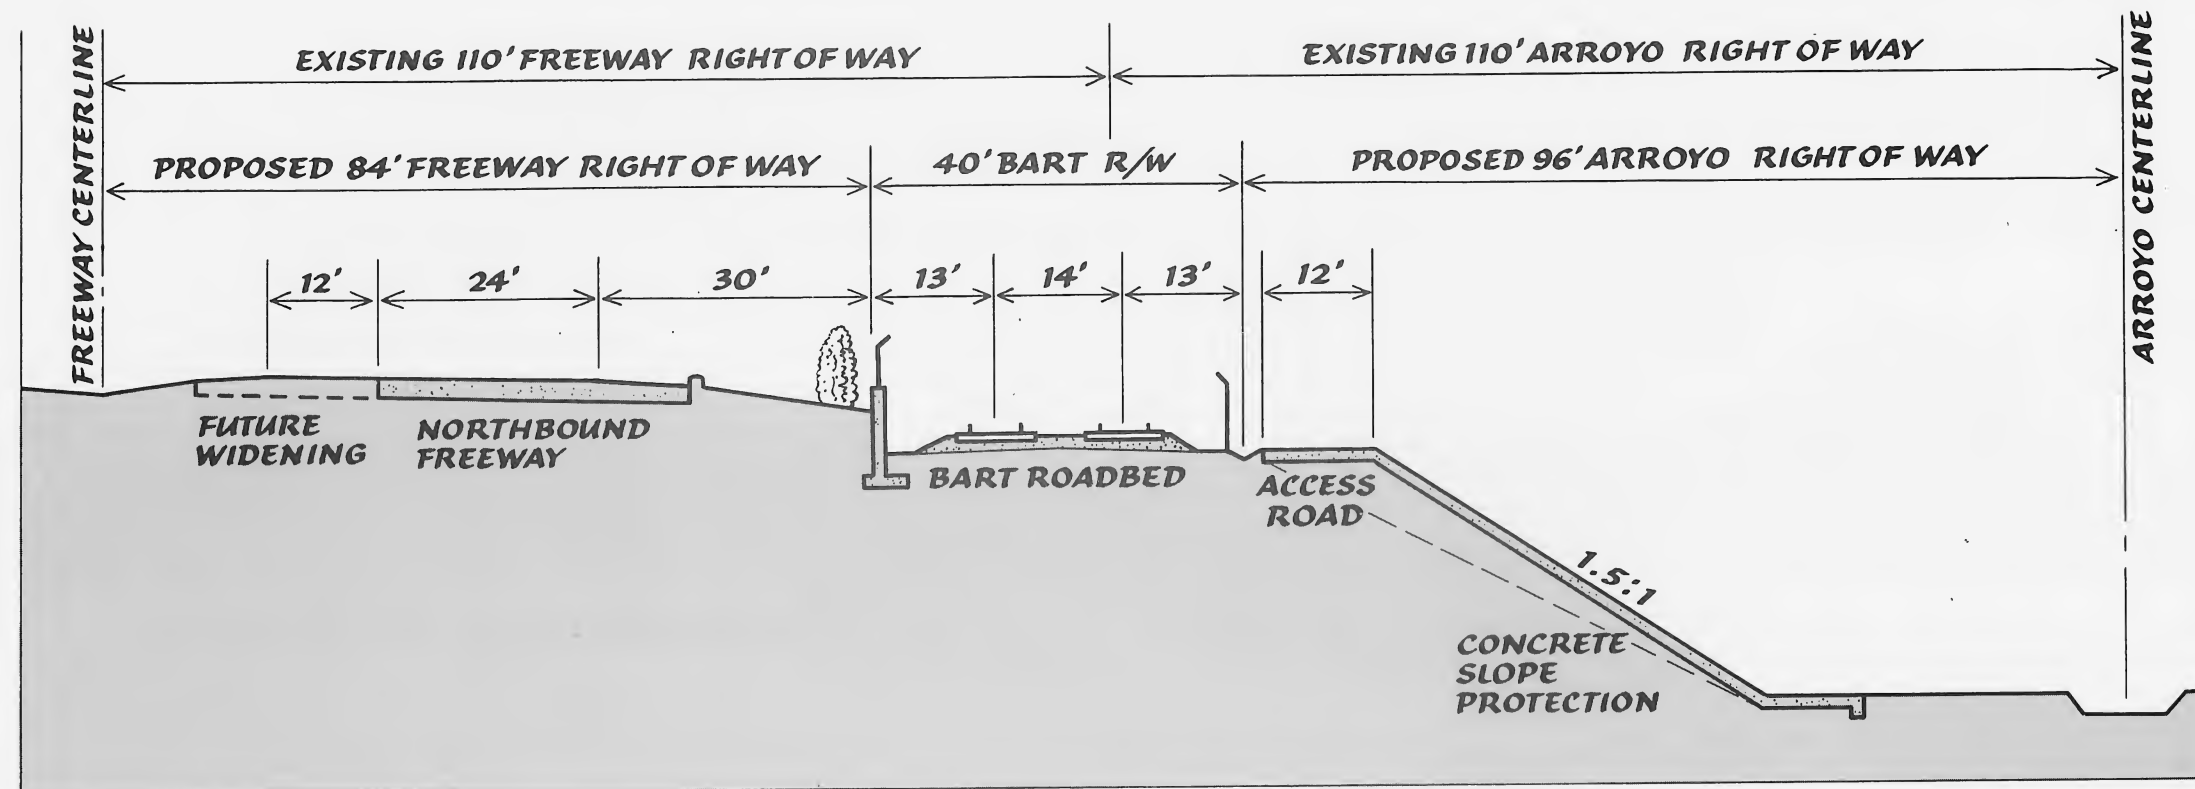 EXISTING 110' FREEWAY RIGHT OF WAY
EXISTING 110' ARROYO RIGHT OF WAY
FREEWAY CENTERLINE
ARROYO CENTERLINE
PROPOSED 84' FREEWAY RIGHT OF WAY
40' BART R/W
PROPOSED 96' ARROYO RIGHT OF WAY
12'
24'
30'
13'
14'
13'
12'
FUTURE
WIDENING
NORTHBOUND
FREEWAY
BART ROADBED
ACCESS
ROAD
1.5:1
CONCRETE
SLOPE
PROTECTION